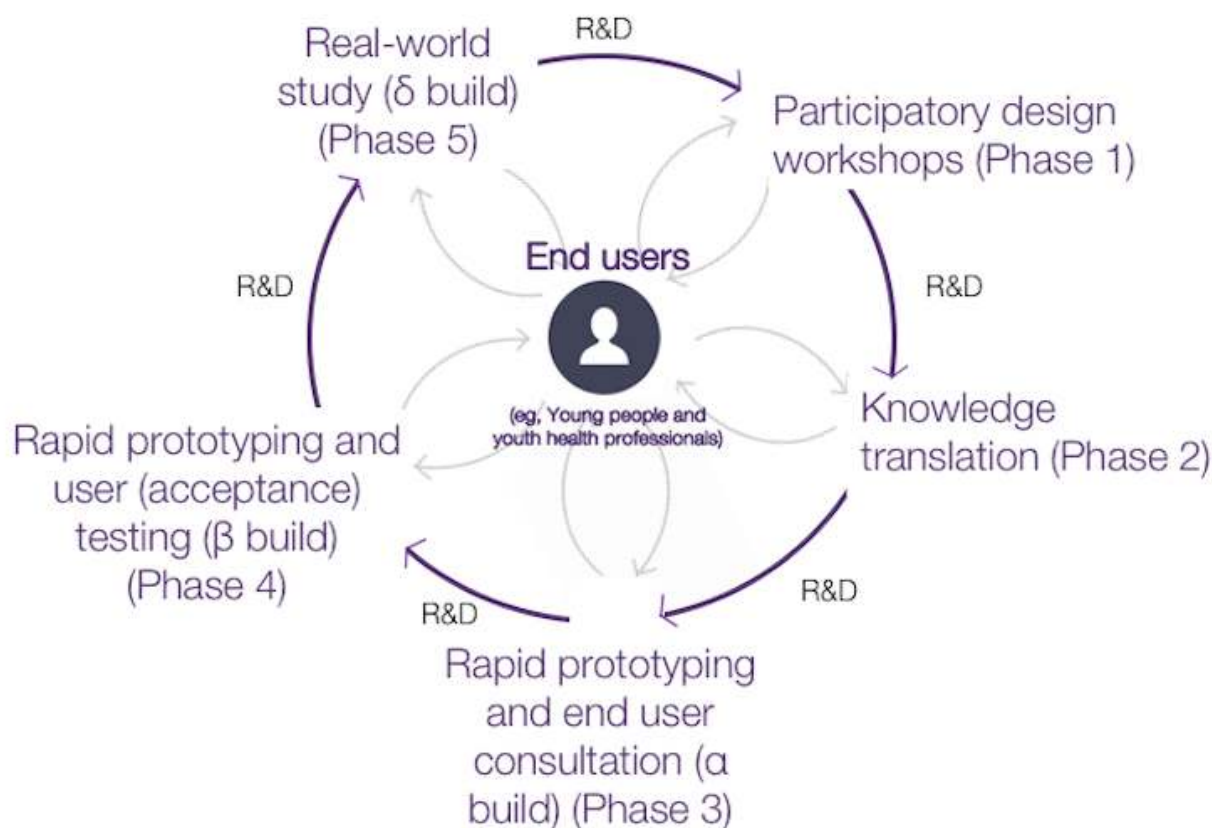 R&D
Real-world
study (δ build)
(Phase 5)
Participatory design
workshops (Phase 1)
End users
R&D
R&D
(eg, Young people and
youth health professionals)
Knowledge
translation (Phase 2)
Rapid prototyping and
user (acceptance)
testing (β build)
(Phase 4)
R&D
R&D
Rapid prototyping
and end user
consultation (α
build) (Phase 3)